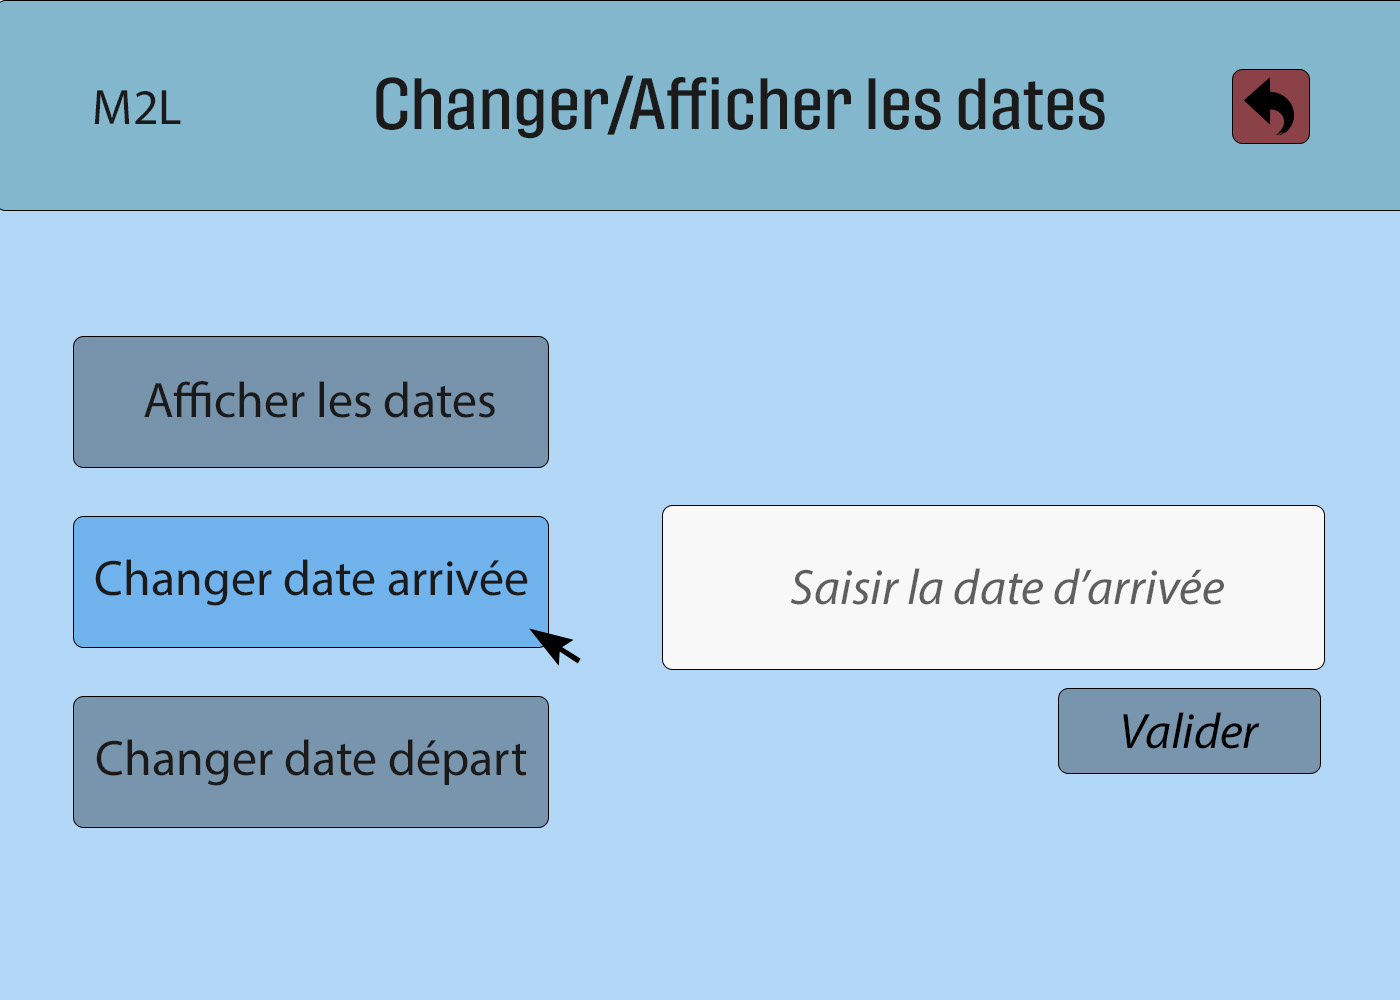 M2L
Changer/Afficher les dates
Afficher les dates
Changer date arrivée
Saisir la date d’arrivée
Valider
Changer date départ